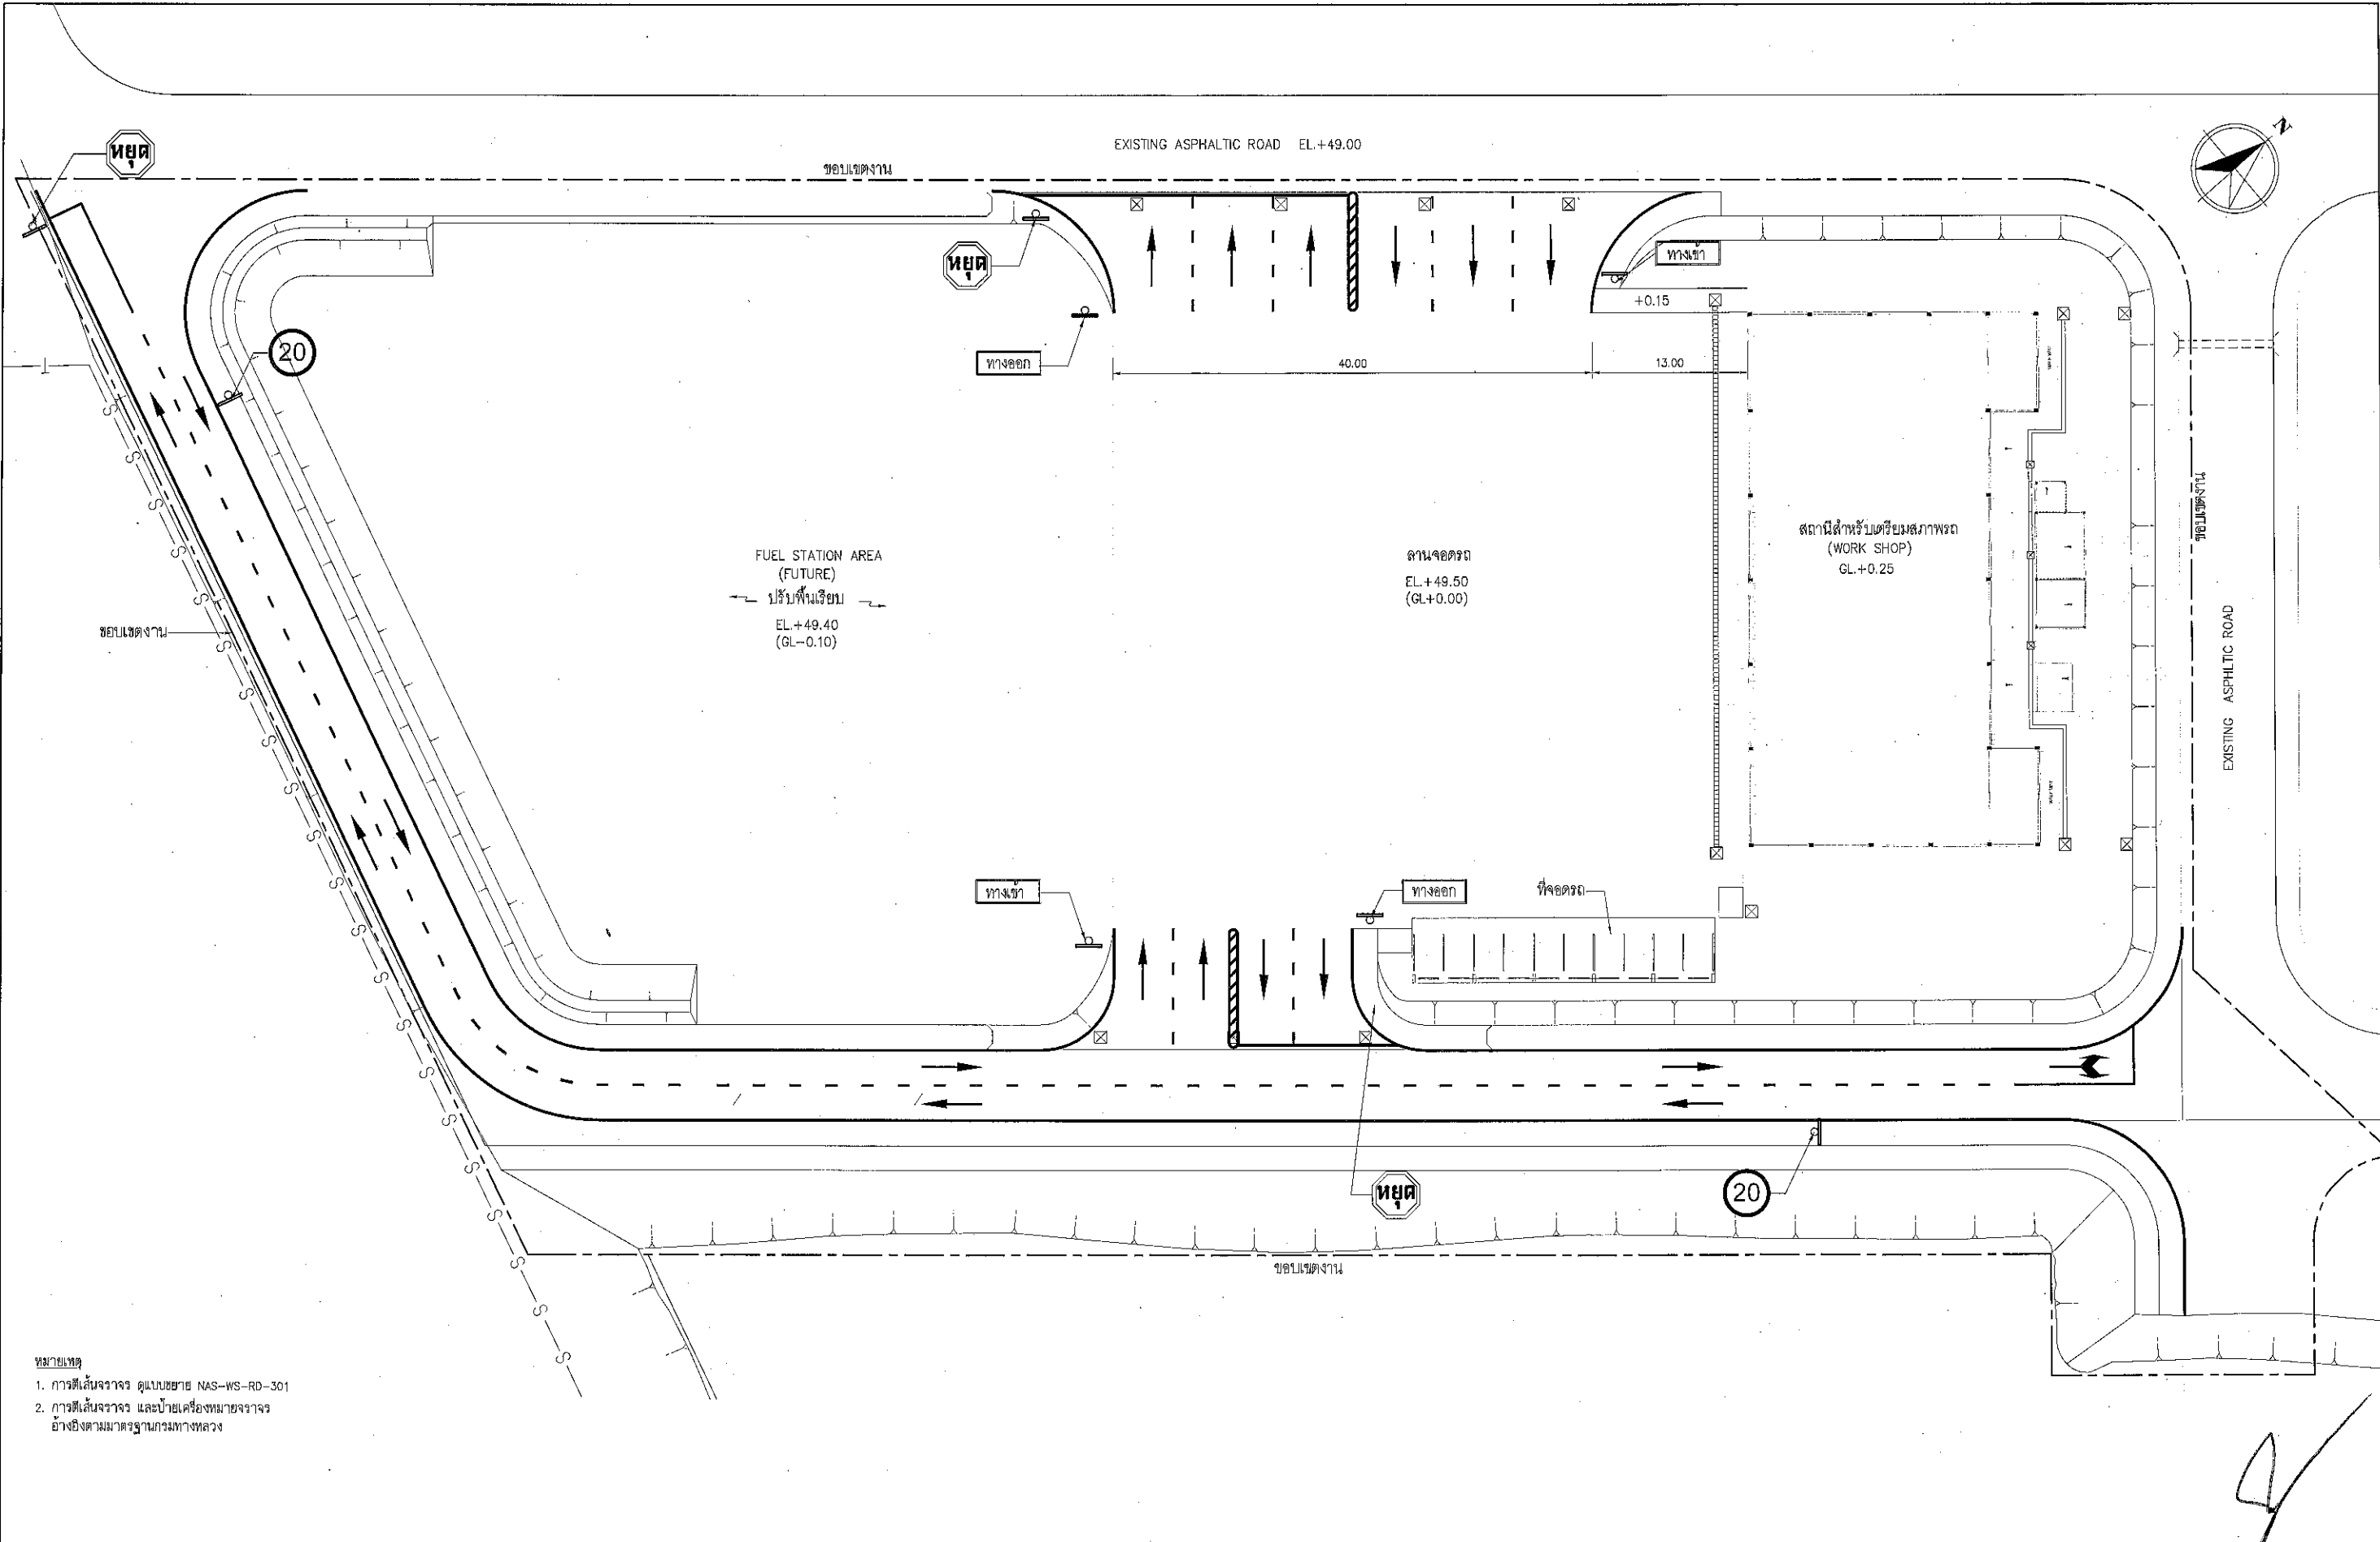 EXISTING ASPHALTIC ROAD EL.+49.00
N
หยุด
ขอบเขตงาน
หยุด
ทางเข้า
+0.15
20
ทางออก
40.00
13.00
ขอบเขตงาน
FUEL STATION AREA
(FUTURE)
ปรับพื้นเรียบ
EL.+49.40
(GL-0.10)
ลานจอดรถ
EL.+49.50
(GL+0.00)
สถานีสำหรับเตรียมสภาพรถ
(WORK SHOP)
GL.+0.25
ขอบเขตงาน
EXISTING ASPHLTIC ROAD
ทางเข้า
ทางออก
ที่จอดรถ
หยุด
20
ขอบเขตงาน
หมายเหตุ
1. การตีเส้นจราจร ดูแบบขยาย NAS-WS-RD-301
2. การตีเส้นจราจร และป้ายเครื่องหมายจราจร
อ้างอิงตามมาตรฐานกรมทางหลวง